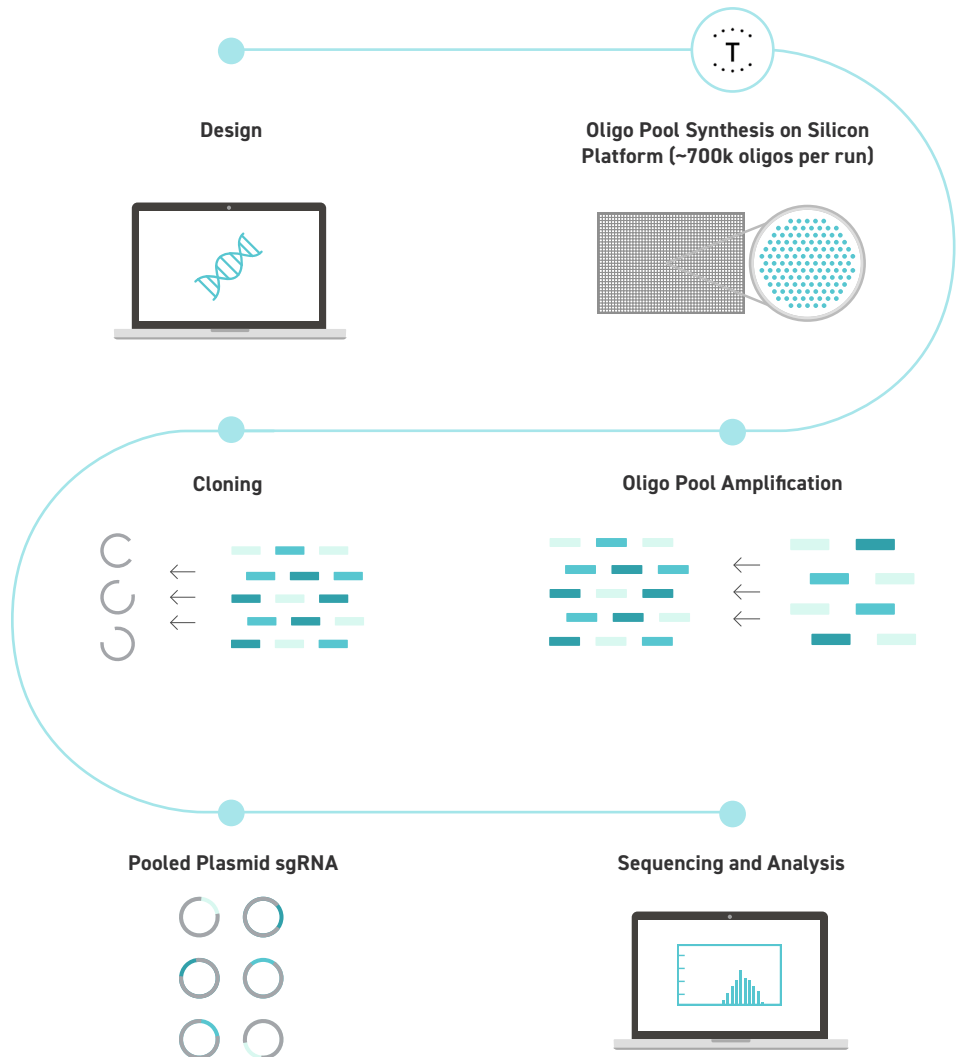 T
Design
Oligo Pool Synthesis on Silicon
Platform (~700k oligos per run)
Cloning
Oligo Pool Amplification
Pooled Plasmid sgRNA
Sequencing and Analysis